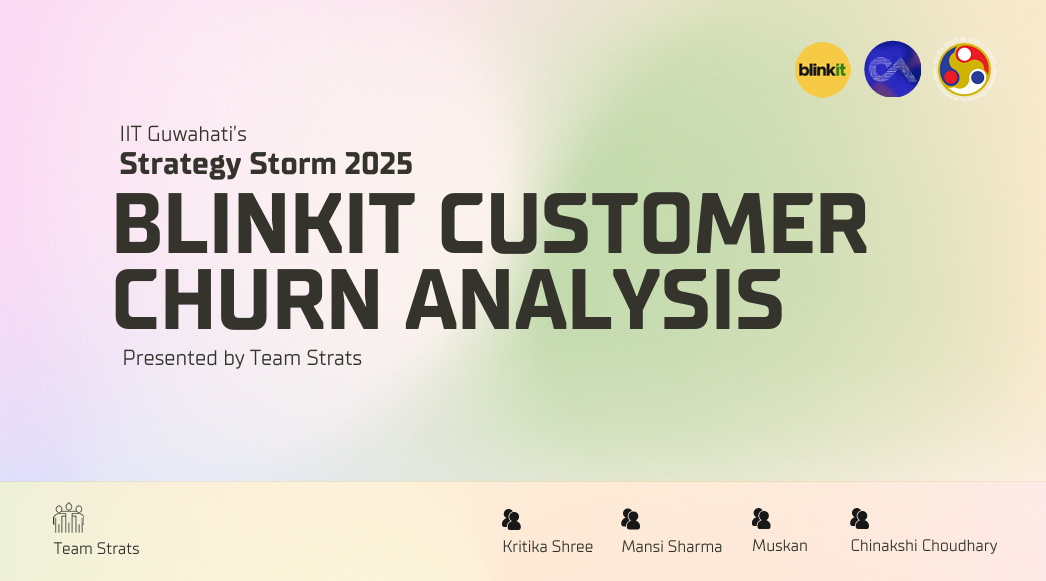 blinkit
CA
IIT Guwahati's
Strategy Storm 2025
BLINKIT CUSTOMER
CHURN ANALYSIS
Presented by Team Strats
Team Strats
Kritika Shree
Mansi Sharma
Muskan
Chinakshi Choudhary